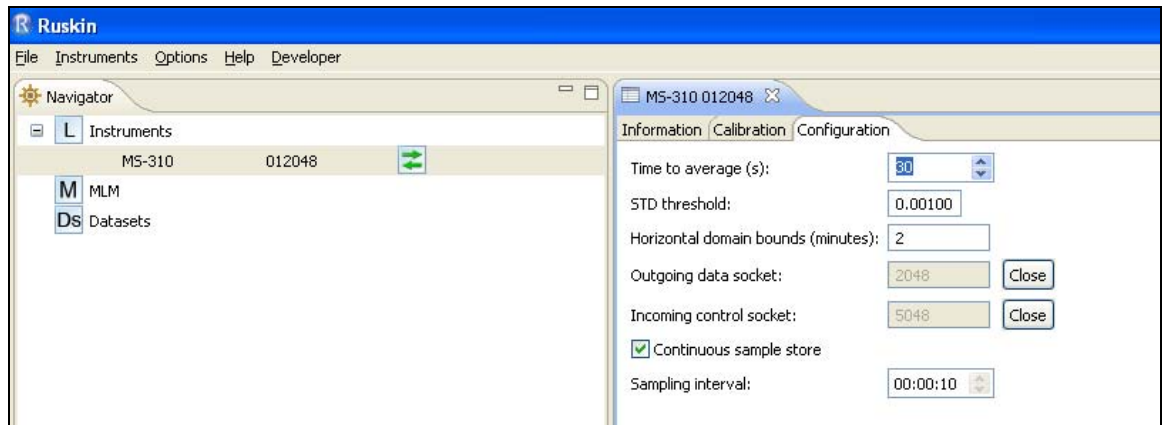 Ruskin
File Instruments Options Help Developer
Navigator
L Instruments
MS-310 012048
M MLM
Ds Datasets
MS-310 012048
Information Calibration Configuration
Time to average (s): 30
STD threshold: 0.00100
Horizontal domain bounds (minutes): 2
Outgoing data socket: 2048 Close
Incoming control socket: 5048 Close
Continuous sample store
Sampling interval: 00:00:10